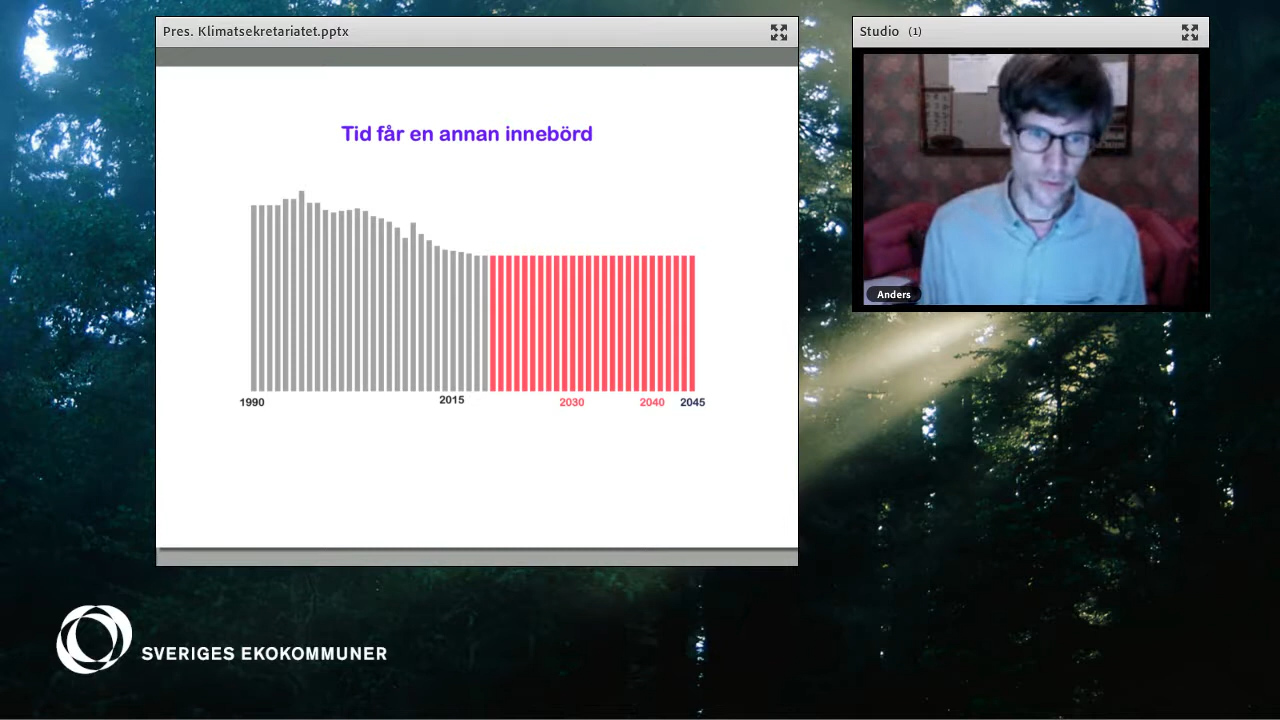 Pres. Klimatsekretariatet.pptx
Studio (1)
Tid får en annan innebörd
1990
2015
2030
2040
2045
Anders
SVERIGES EKOKOMMUNER